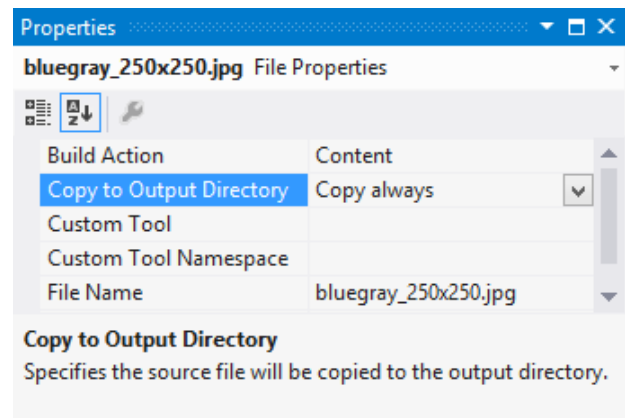 Properties
bluegray_250x250.jpg File Properties
Build Action Content
Copy to Output Directory Copy always
Custom Tool
Custom Tool Namespace
File Name bluegray_250x250.jpg
Copy to Output Directory
Specifies the source file will be copied to the output directory.